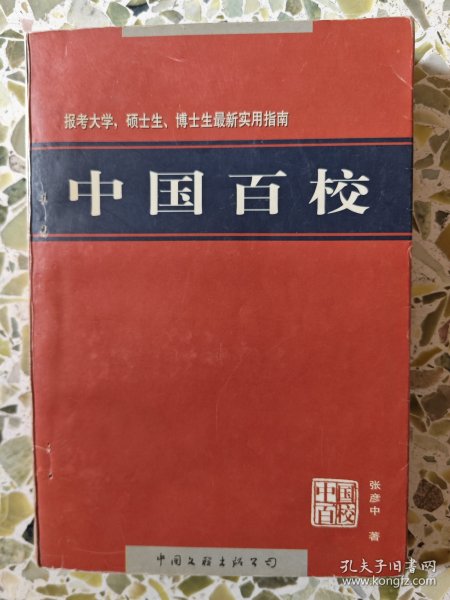 报考大学，硕士生、博士生最新实用指南
中国百校
中国百校
张彦中 著
中国文联出版公司
孔夫子旧书网
www.kongfz.com